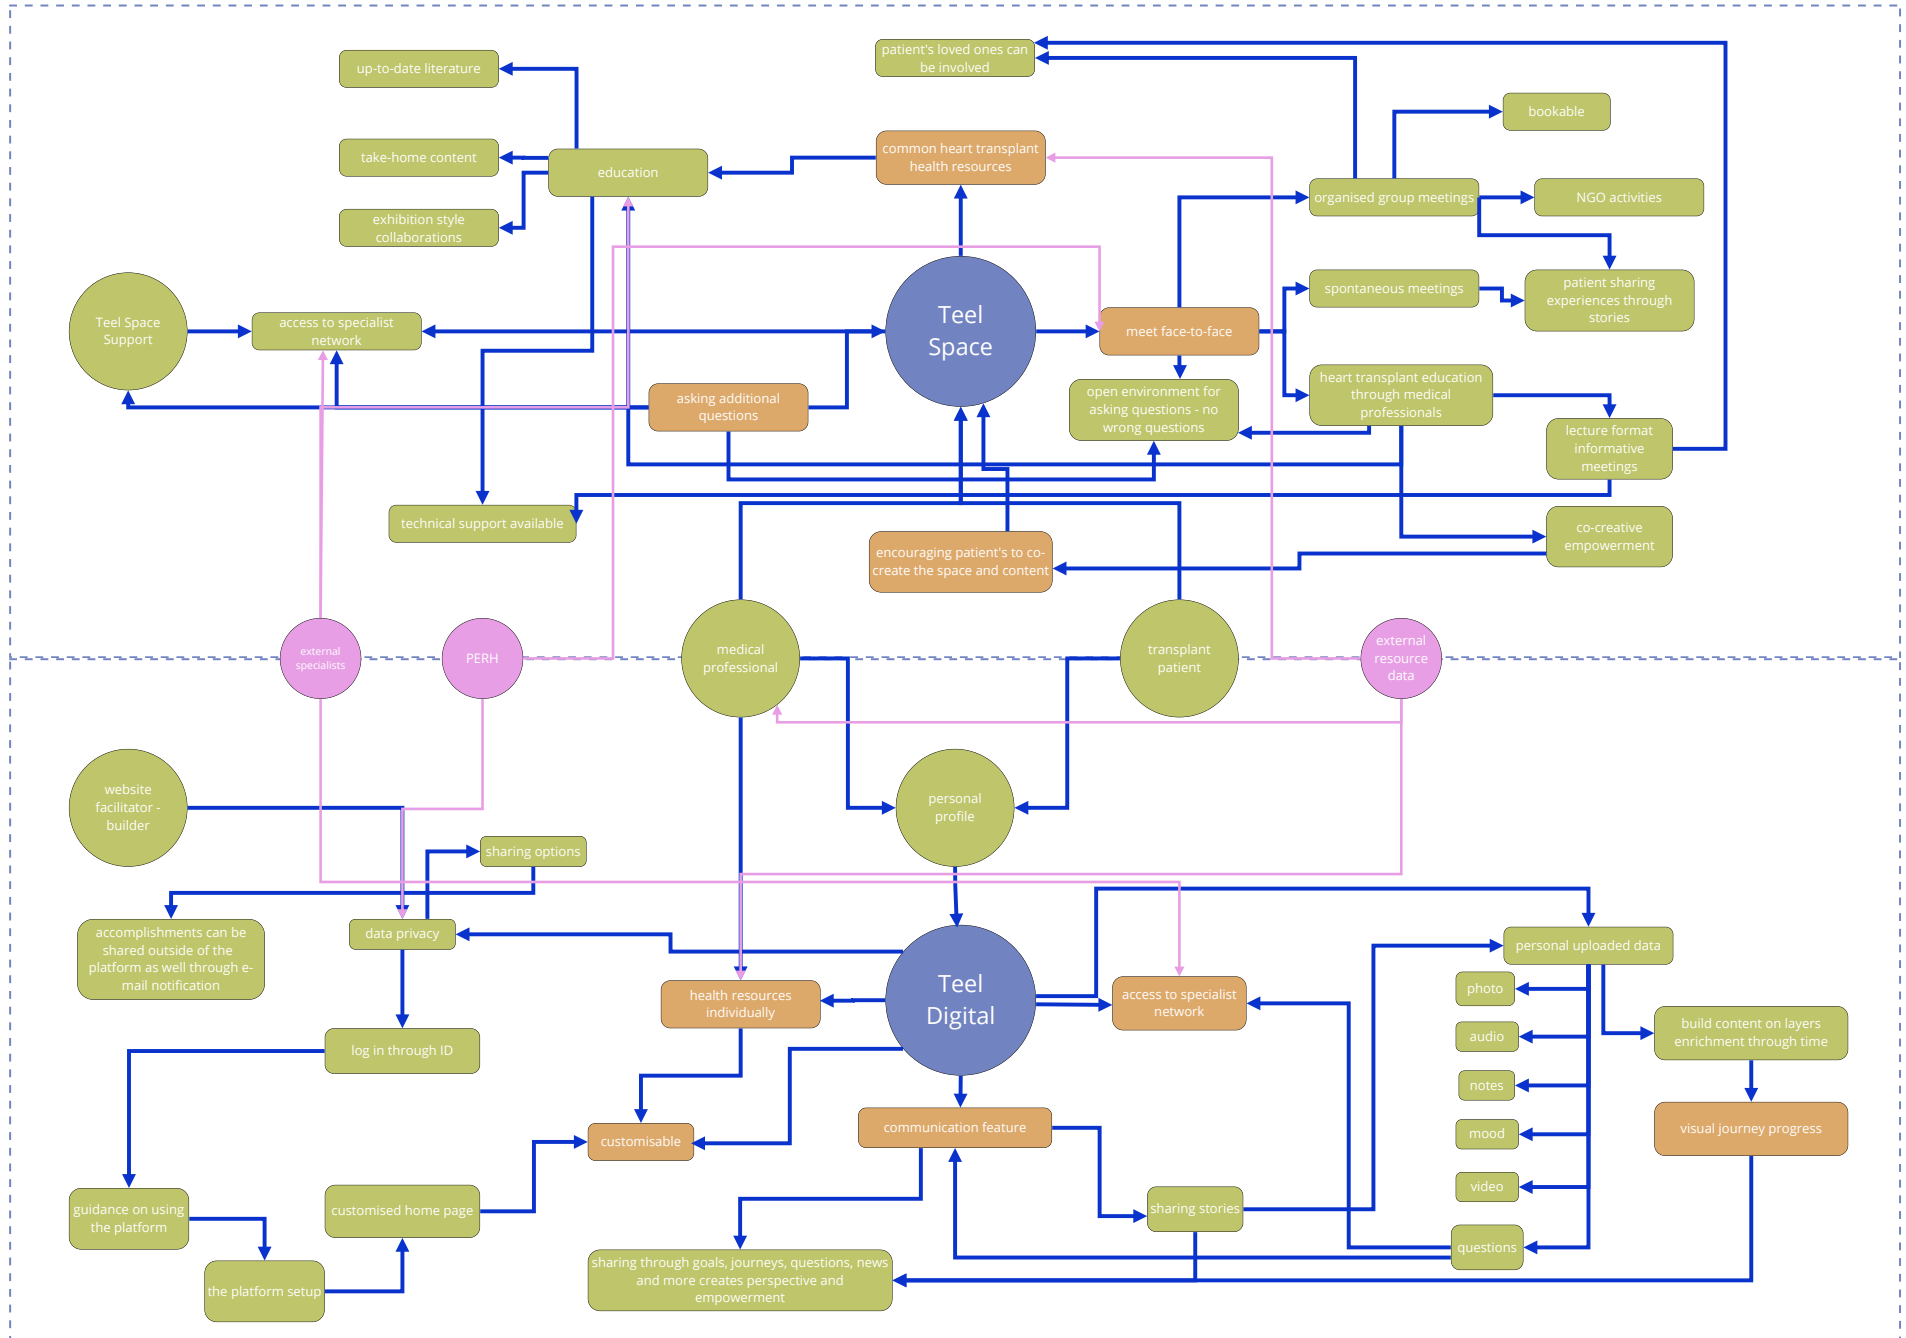 up-to-date literature
take-home content
exhibition style
collaborations
education
common heart transplant
health resources
patient's loved ones can
be involved
bookable
organised group meetings
NGO activities
spontaneous meetings
patient sharing
experiences through
stories
Teel Space
Support
access to specialist
network
Teel
Space
meet face-to-face
asking additional
questions
open environment for
asking questions - no
wrong questions
heart transplant education
through medical
professionals
lecture format
informative
meetings
technical support available
encouraging patient's to co-
create the space and content
co-creative
empowerment
external
specialists
PERH
medical
professional
transplant
patient
external
resource
data
website
facilitator -
builder
personal
profile
sharing options
accomplishments can be
shared outside of the
platform as well through e-
mail notification
data privacy
log in through ID
health resources
individually
Teel
Digital
access to specialist
network
personal uploaded data
photo
audio
notes
mood
video
questions
build content on layers
enrichment through time
visual journey progress
customisable
communication feature
guidance on using
the platform
customised home page
the platform setup
sharing stories
sharing through goals, journeys, questions, news
and more creates perspective and
empowerment